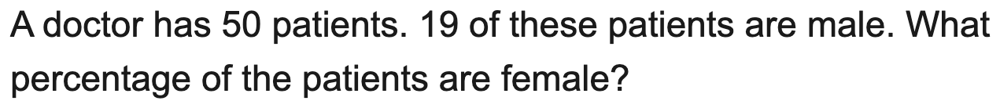 A doctor has 50 patients. 19 of these patients are male. What
percentage of the patients are female?